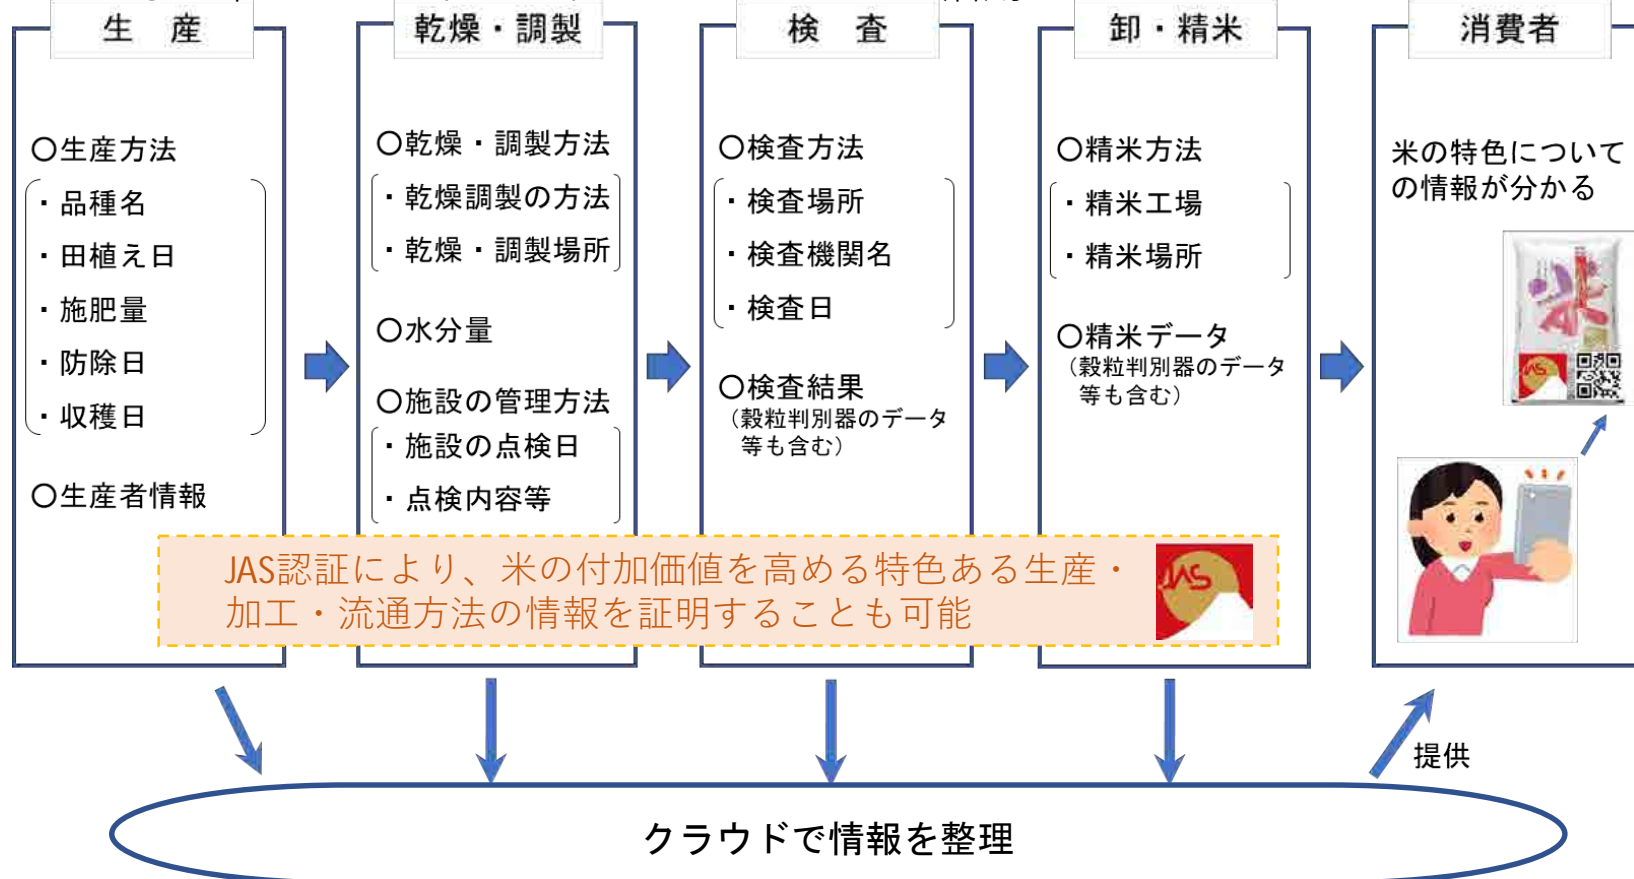 生　産
〇生産方法
・品種名
・田植え日
・施肥量
・防除日
・収穫日
〇生産者情報
乾燥・調製
〇乾燥・調製方法
・乾燥調製の方法
・乾燥・調製場所
〇水分量
〇施設の管理方法
・施設の点検日
・点検内容等
検　査
〇検査方法
・検査場所
・検査機関名
・検査日
〇検査結果
（穀粒判別器のデータ
等も含む）
卸・精米
〇精米方法
・精米工場
・精米場所
〇精米データ
（穀粒判別器のデータ
等も含む）
消費者
米の特色について
の情報が分かる
米
JAS
JAS認証により、米の付加価値を高める特色ある生産・
加工・流通方法の情報を証明することも可能
JAS
提供
クラウドで情報を整理